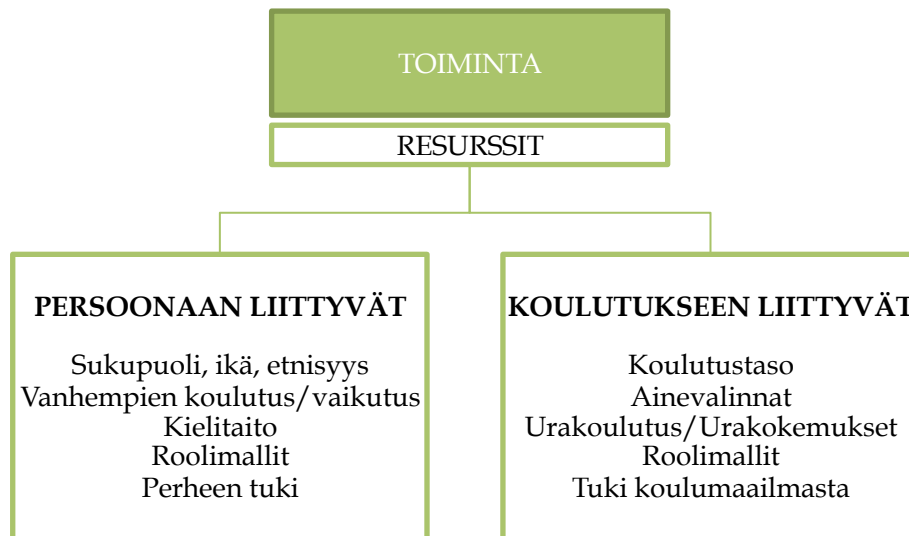 TOIMINTA
RESURSSIT
PERSOONAAN LIITTYVÄT
Sukupuoli, ikä, etnisyys
Vanhempien koulutus/vaikutus
Kielitaito
Roolimallit
Perheen tuki
KOULUTUKSEEN LIITTYVÄT
Koulutustaso
Ainevalinnat
Urakoulutus/Urakokemukset
Roolimallit
Tuki koulumaailmasta